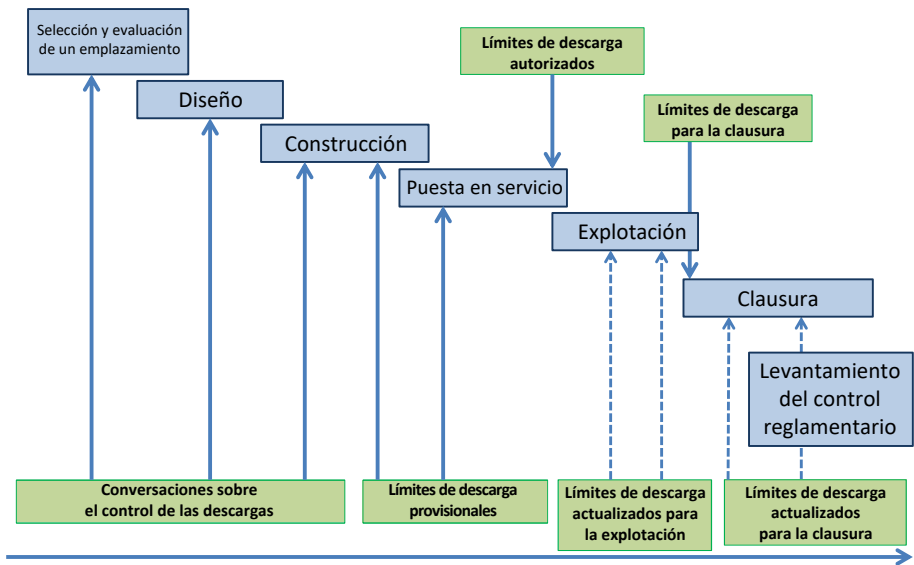 Selección y evaluación
de un emplazamiento
Límites de descarga
autorizados
Diseño
Límites de descarga
para la clausura
Construcción
Puesta en servicio
Explotación
Clausura
Levantamiento
del control
reglamentario
Conversaciones sobre
el control de las descargas
Límites de descarga
provisionales
Límites de descarga
actualizados para
la explotación
Límites de descarga
actualizados
para la clausura